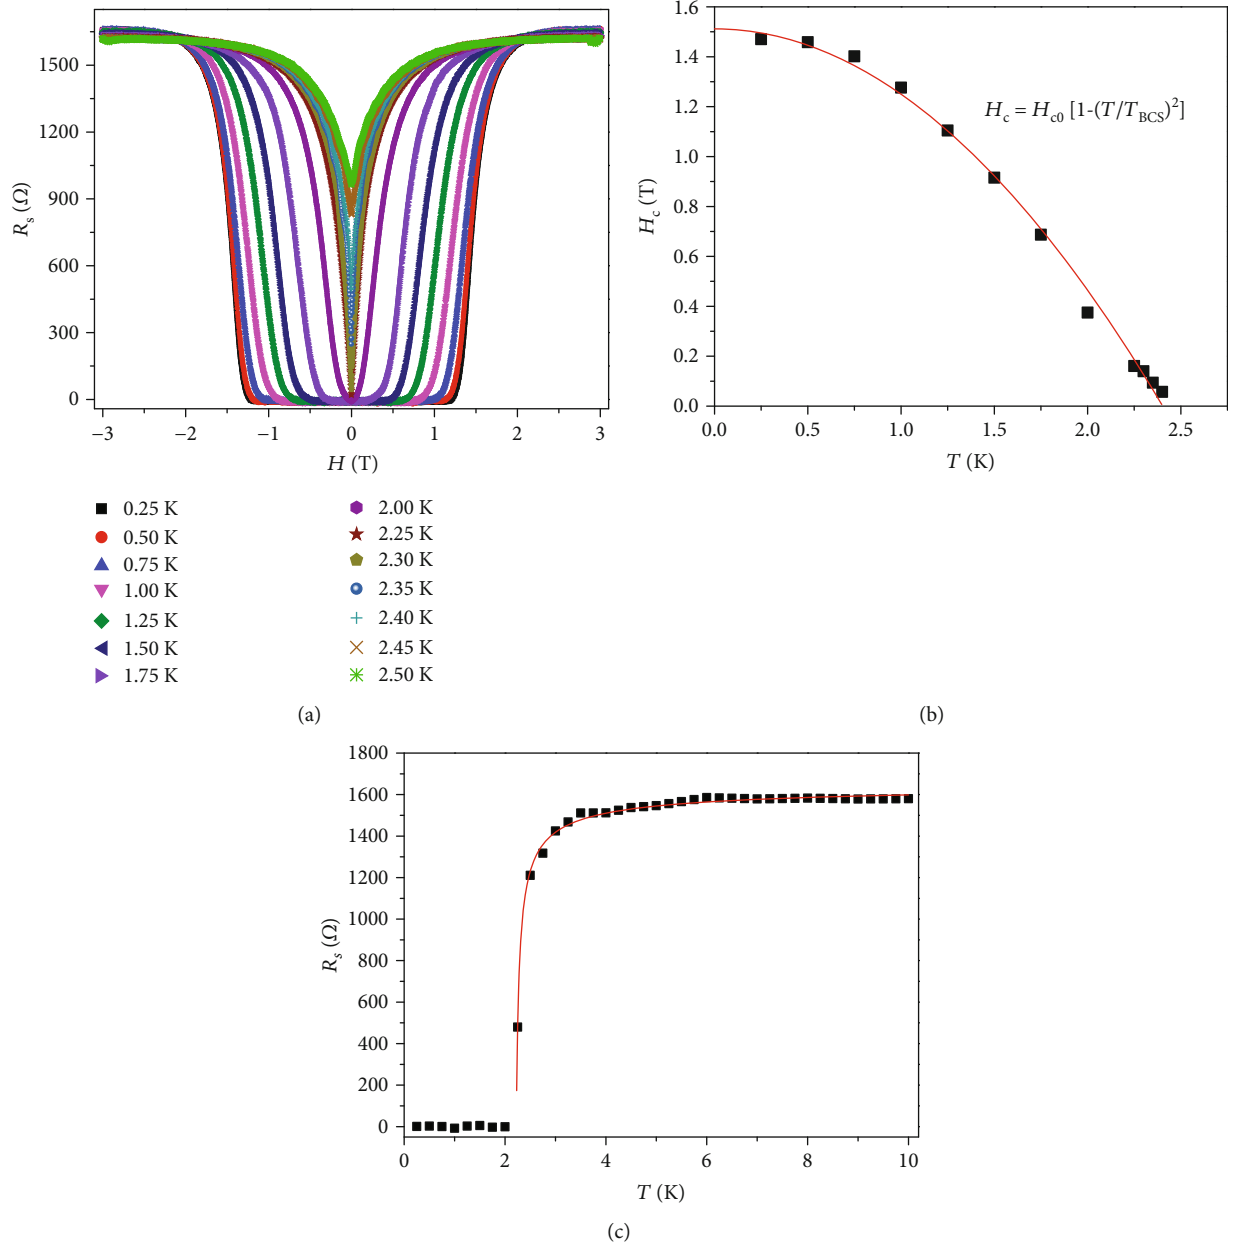 1500
1200
900
600
300
0
R_s (Ω)
−3 −2 −1 0 1 2 3
H (T)
0.25 K
0.50 K
0.75 K
1.00 K
1.25 K
1.50 K
1.75 K
2.00 K
2.25 K
2.30 K
2.35 K
2.40 K
2.45 K
2.50 K
(a)
1.6
1.4
1.2
1.0
0.8
0.6
0.4
0.2
0.0
H_c (T)
H_c = H_c0 [1-(T/T_BCS)^2]
0.0 0.5 1.0 1.5 2.0 2.5
T (K)
(b)
1800
1600
1400
1200
1000
800
600
400
200
0
R_s (Ω)
0 2 4 6 8 10
T (K)
(c)